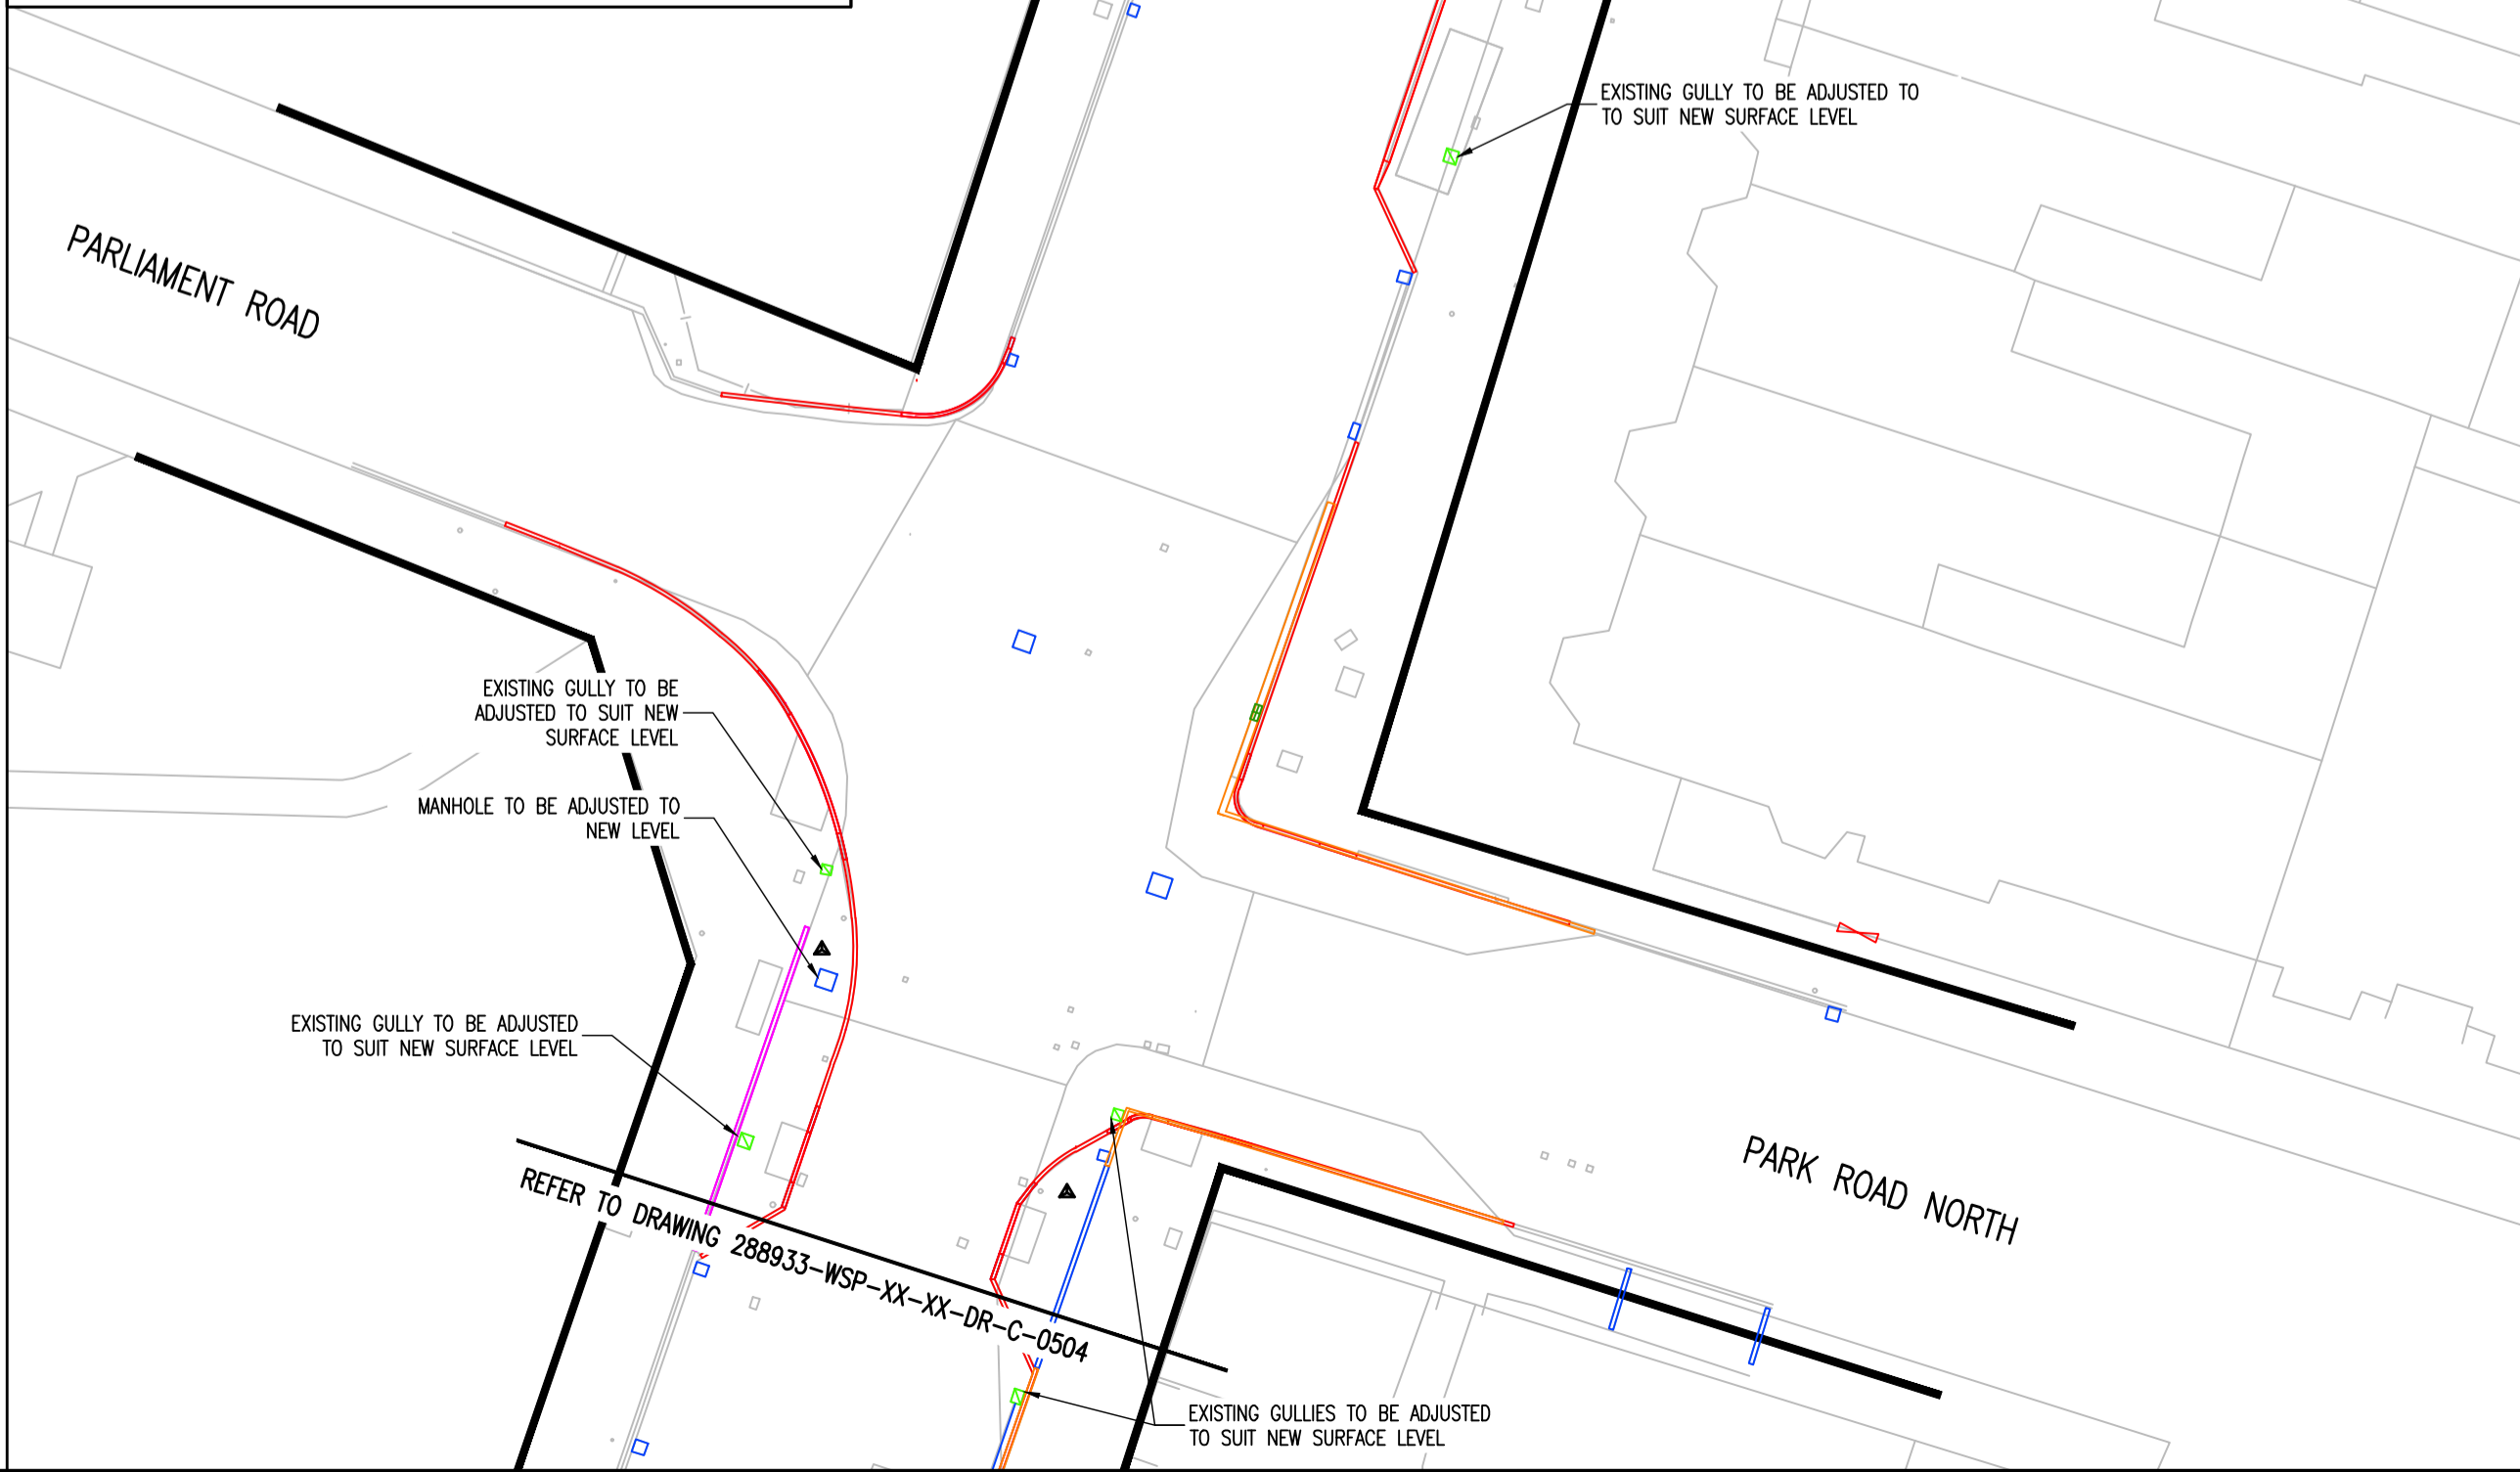 EXISTING GULLY TO BE ADJUSTED TO
TO SUIT NEW SURFACE LEVEL
PARLIAMENT ROAD
EXISTING GULLY TO BE
ADJUSTED TO SUIT NEW
SURFACE LEVEL
MANHOLE TO BE ADJUSTED TO
NEW LEVEL
EXISTING GULLY TO BE ADJUSTED
TO SUIT NEW SURFACE LEVEL
PARK ROAD NORTH
REFER TO DRAWING 288933-WSP-XX-XX-DR-C-0504
EXISTING GULLIES TO BE ADJUSTED
TO SUIT NEW SURFACE LEVEL